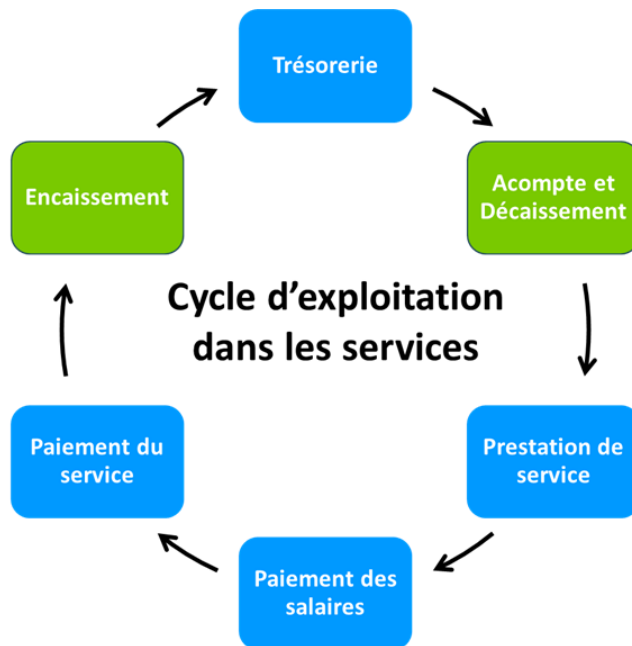 Trésorerie
Acompte et
Décaissement
Prestation de
service
Paiement des
salaires
Paiement du
service
Encaissement
Cycle d’exploitation
dans les services